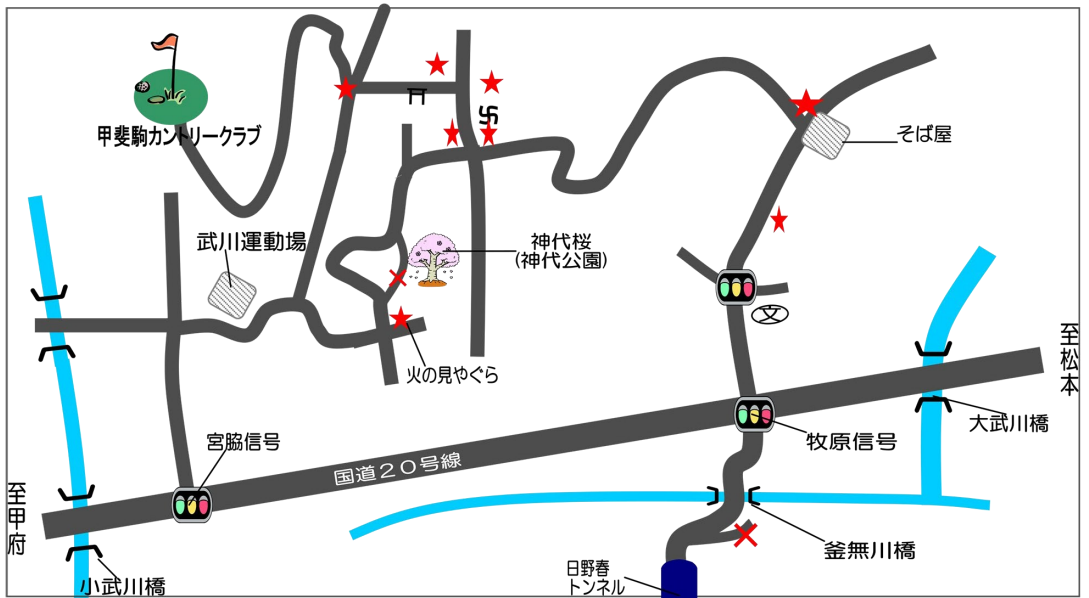 甲斐駒カントリークラブ
そば屋
武川運動場
神代桜
(神代公園)
文
至松本
火の見やぐら
大武川橋
牧原信号
宮脇信号
国道20号線
至甲府
釜無川橋
小武川橋
日野春
トンネル